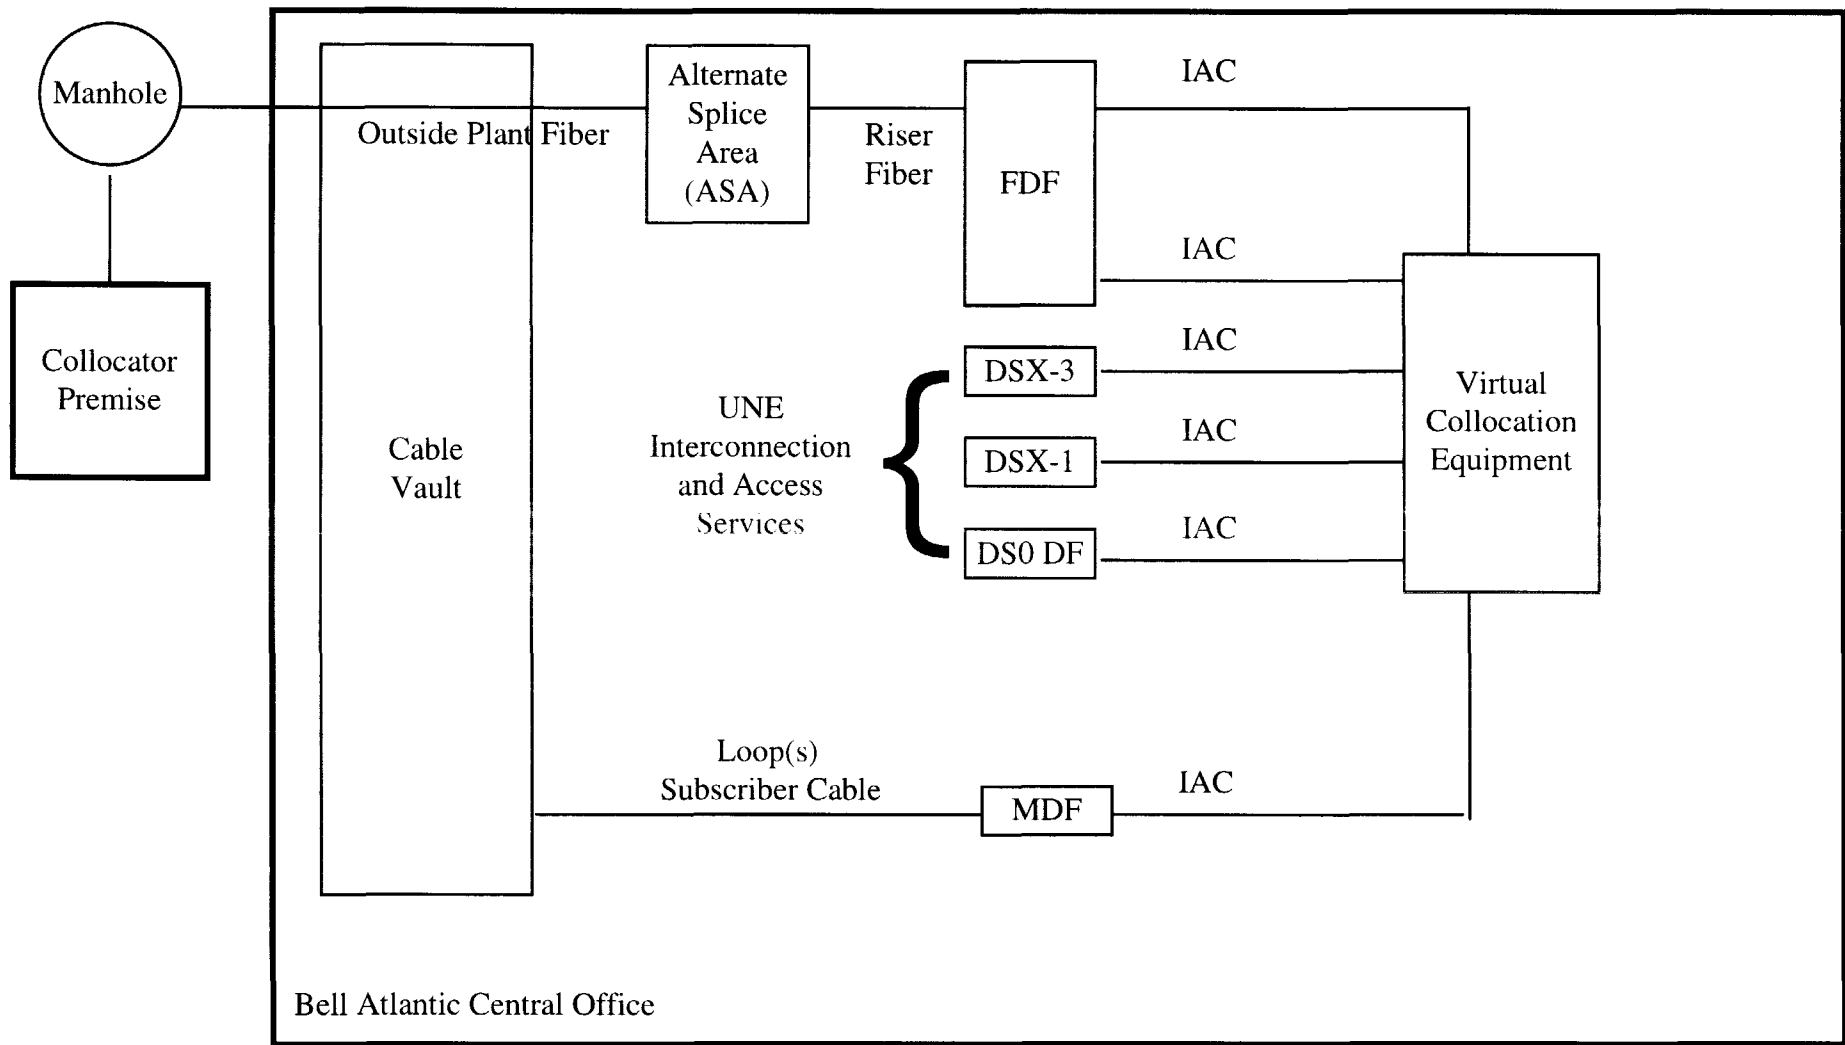 Manhole
Collocator
Premise
Outside Plant Fiber
Cable
Vault
Alternate
Splice
Area
(ASA)
Riser
Fiber
FDF
IAC
IAC
UNE
Interconnection
and Access
Services
DSX-3
IAC
DSX-1
IAC
DS0 DF
IAC
Virtual
Collocation
Equipment
Loop(s)
Subscriber Cable
MDF
IAC
Bell Atlantic Central Office